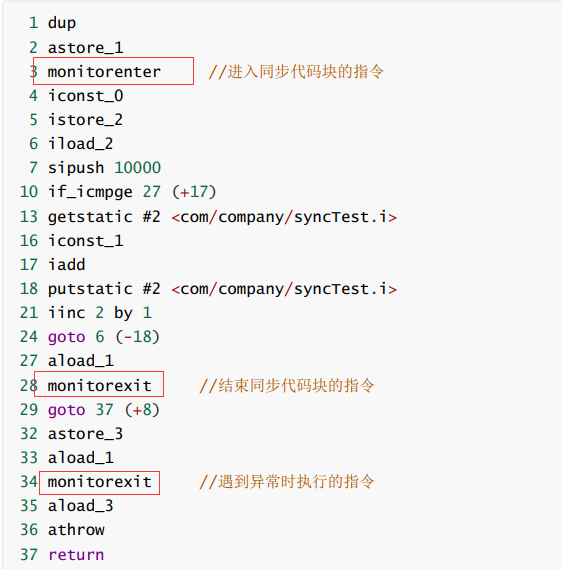 1 dup
2 astore_1
3 monitorenter //进入同步代码块的指令
4 iconst_0
5 istore_2
6 iload_2
7 sipush 10000
10 if_icmpge 27 (+17)
13 getstatic #2 <com/company/syncTest.i>
16 iconst_1
17 iadd
18 putstatic #2 <com/company/syncTest.i>
21 iinc 2 by 1
24 goto 6 (-18)
27 aload_1
28 monitorexit //结束同步代码块的指令
29 goto 37 (+8)
32 astore_3
33 aload_1
34 monitorexit //遇到异常时执行的指令
35 aload_3
36 athrow
37 return